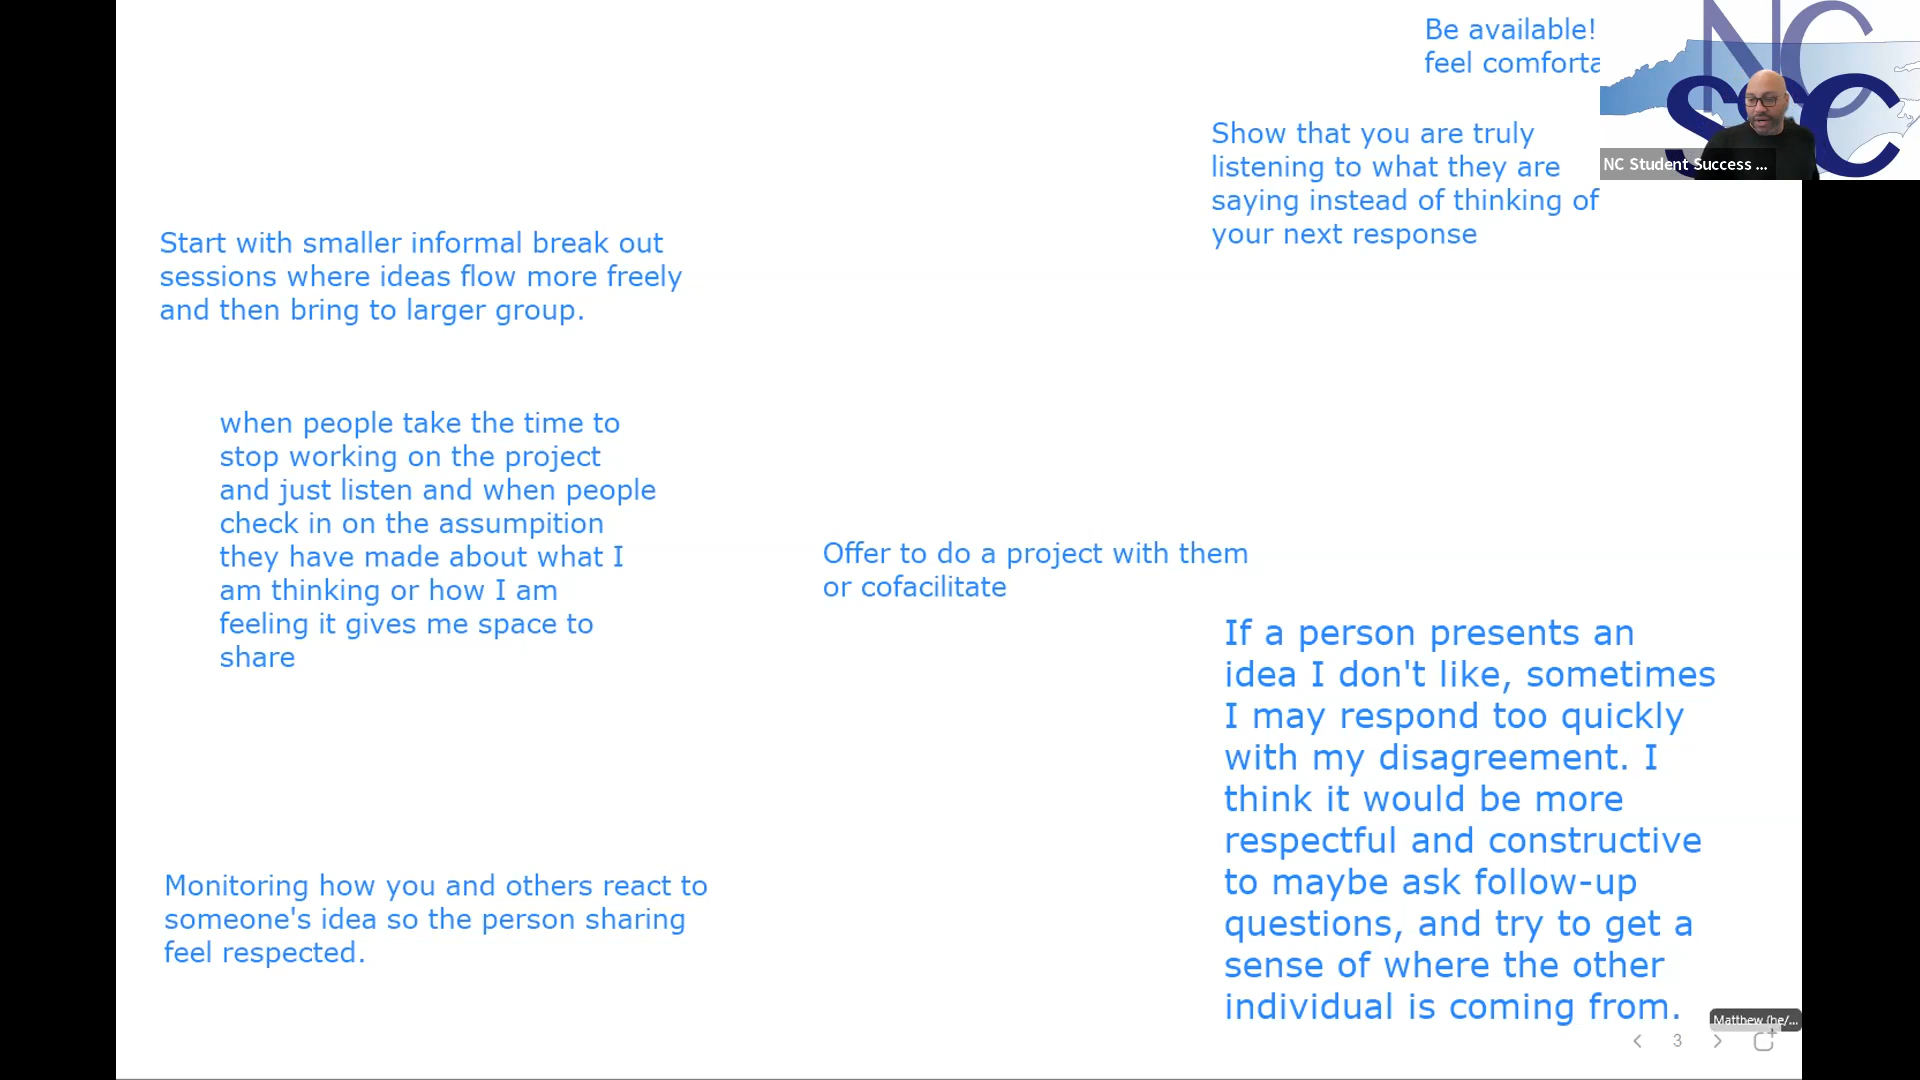 Be available!
feel comforta
NC
SSC
NC Student Success ...
Show that you are truly
listening to what they are
saying instead of thinking of
your next response
Start with smaller informal break out
sessions where ideas flow more freely
and then bring to larger group.
when people take the time to
stop working on the project
and just listen and when people
check in on the assumpition
they have made about what I
am thinking or how I am
feeling it gives me space to
share
Offer to do a project with them
or cofacilitate
If a person presents an
idea I don't like, sometimes
I may respond too quickly
with my disagreement. I
think it would be more
respectful and constructive
to maybe ask follow-up
questions, and try to get a
sense of where the other
individual is coming from.
Monitoring how you and others react to
someone's idea so the person sharing
feel respected.
Matthew (he/...
3